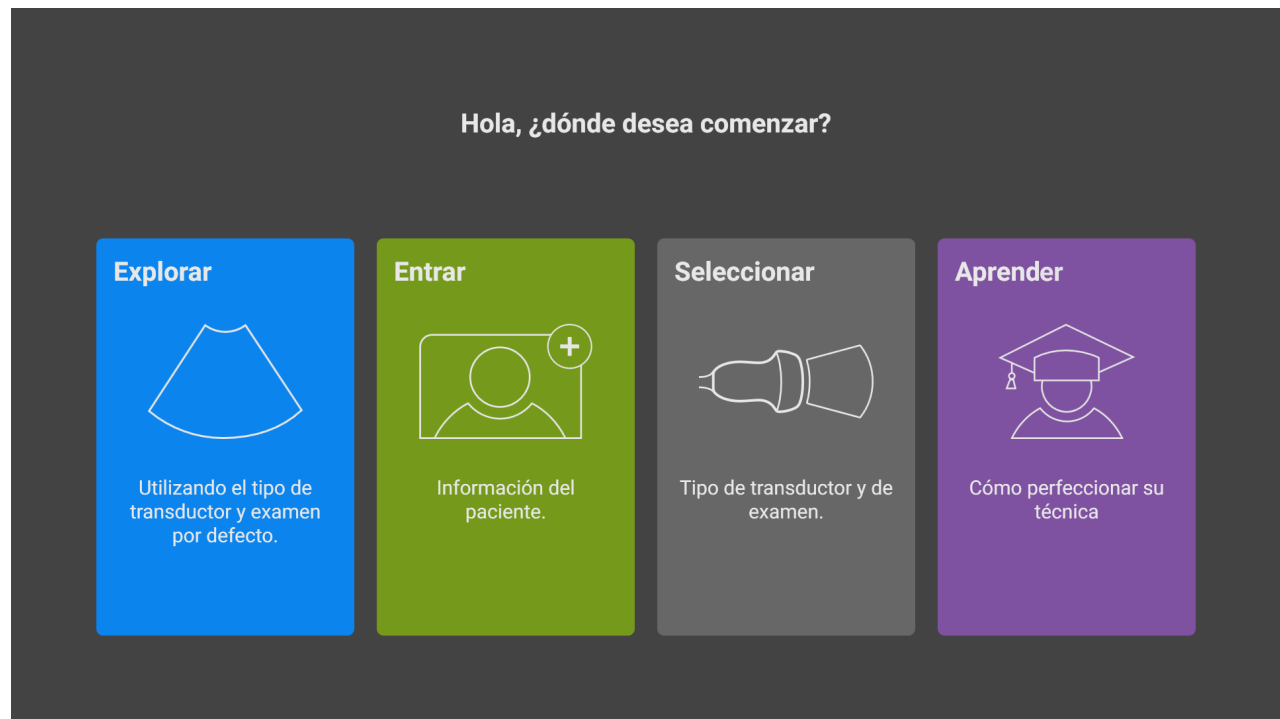 Hola, ¿dónde desea comenzar?
Explorar
Utilizando el tipo de
transductor y examen
por defecto.
Entrar
Información del
paciente.
Seleccionar
Tipo de transductor y de
examen.
Aprender
Cómo perfeccionar su
técnica